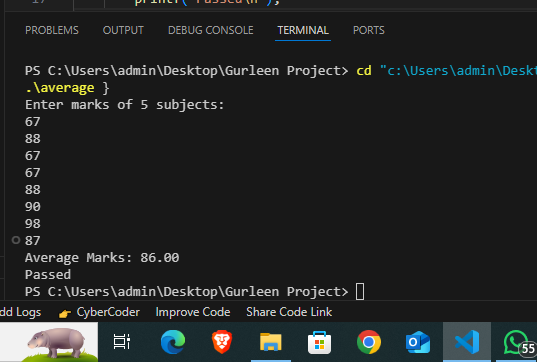 17 printf("Passed\n");
PROBLEMS OUTPUT DEBUG CONSOLE TERMINAL PORTS
PS C:\Users\admin\Desktop\Gurleen Project> cd "c:\Users\admin\Deskt
.\average }
Enter marks of 5 subjects:
67
88
67
67
88
90
98
87
Average Marks: 86.00
Passed
PS C:\Users\admin\Desktop\Gurleen Project>
dd Logs 👉 CyberCoder Improve Code Share Code Link
55